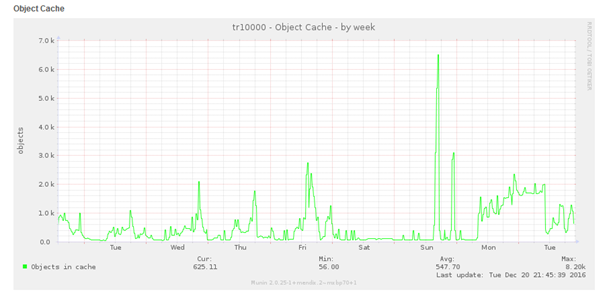 Object Cache
tr10000 - Object Cache - by week
7.0 k
6.0 k
5.0 k
4.0 k
3.0 k
2.0 k
1.0 k
0.0
objects
Tue Wed Thu Fri Sat Sun Mon Tue
Cur: Min: Avg: Max:
Objects in cache 625.11 56.00 547.70 8.20k
Last update: Tue Dec 20 21:45:39 2016